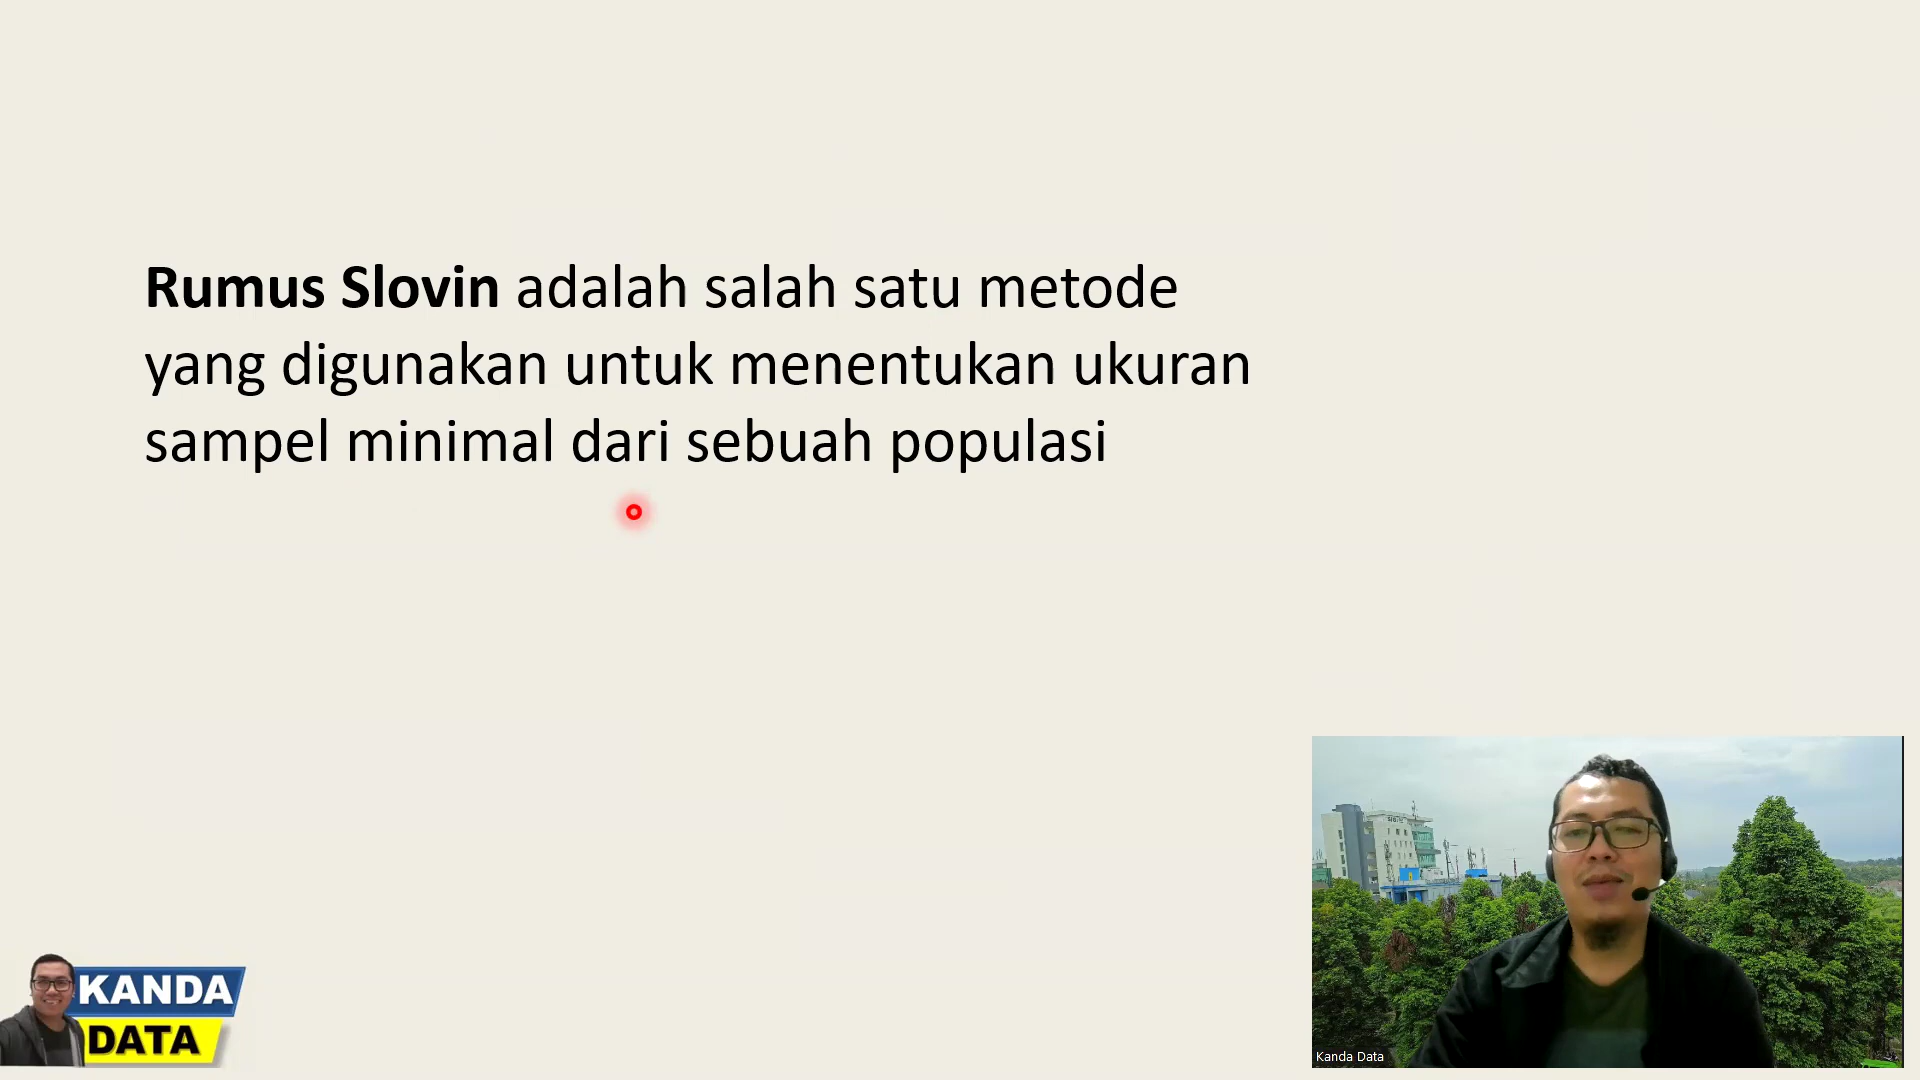 Rumus Slovin adalah salah satu metode
yang digunakan untuk menentukan ukuran
sampel minimal dari sebuah populasi
KANDA
DATA
Kanda Data